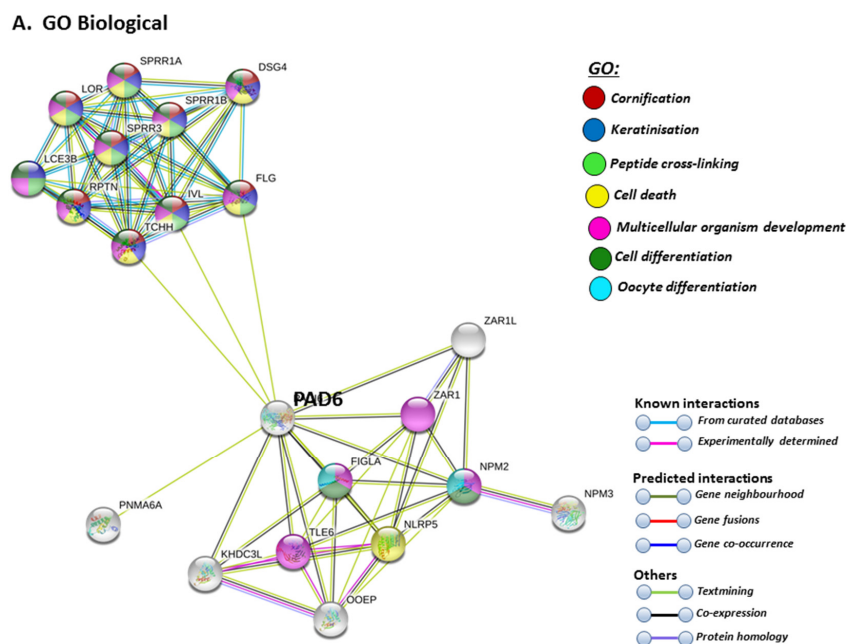 A. GO Biological
SPRR1A
DSG4
LOR
SPRR1B
SPRR3
LCE3B
RPTN
IVL
FLG
TCHH
GO:
Cornification
Keratinisation
Peptide cross-linking
Cell death
Multicellular organism development
Cell differentiation
Oocyte differentiation
ZAR1L
PAD6
ZAR1
FIGLA
NPM2
PNMA6A
NPM3
TLE6
NLRP5
KHDC3L
OOEP
Known interactions
From curated databases
Experimentally determined
Predicted interactions
Gene neighbourhood
Gene fusions
Gene co-occurrence
Others
Textmining
Co-expression
Protein homology